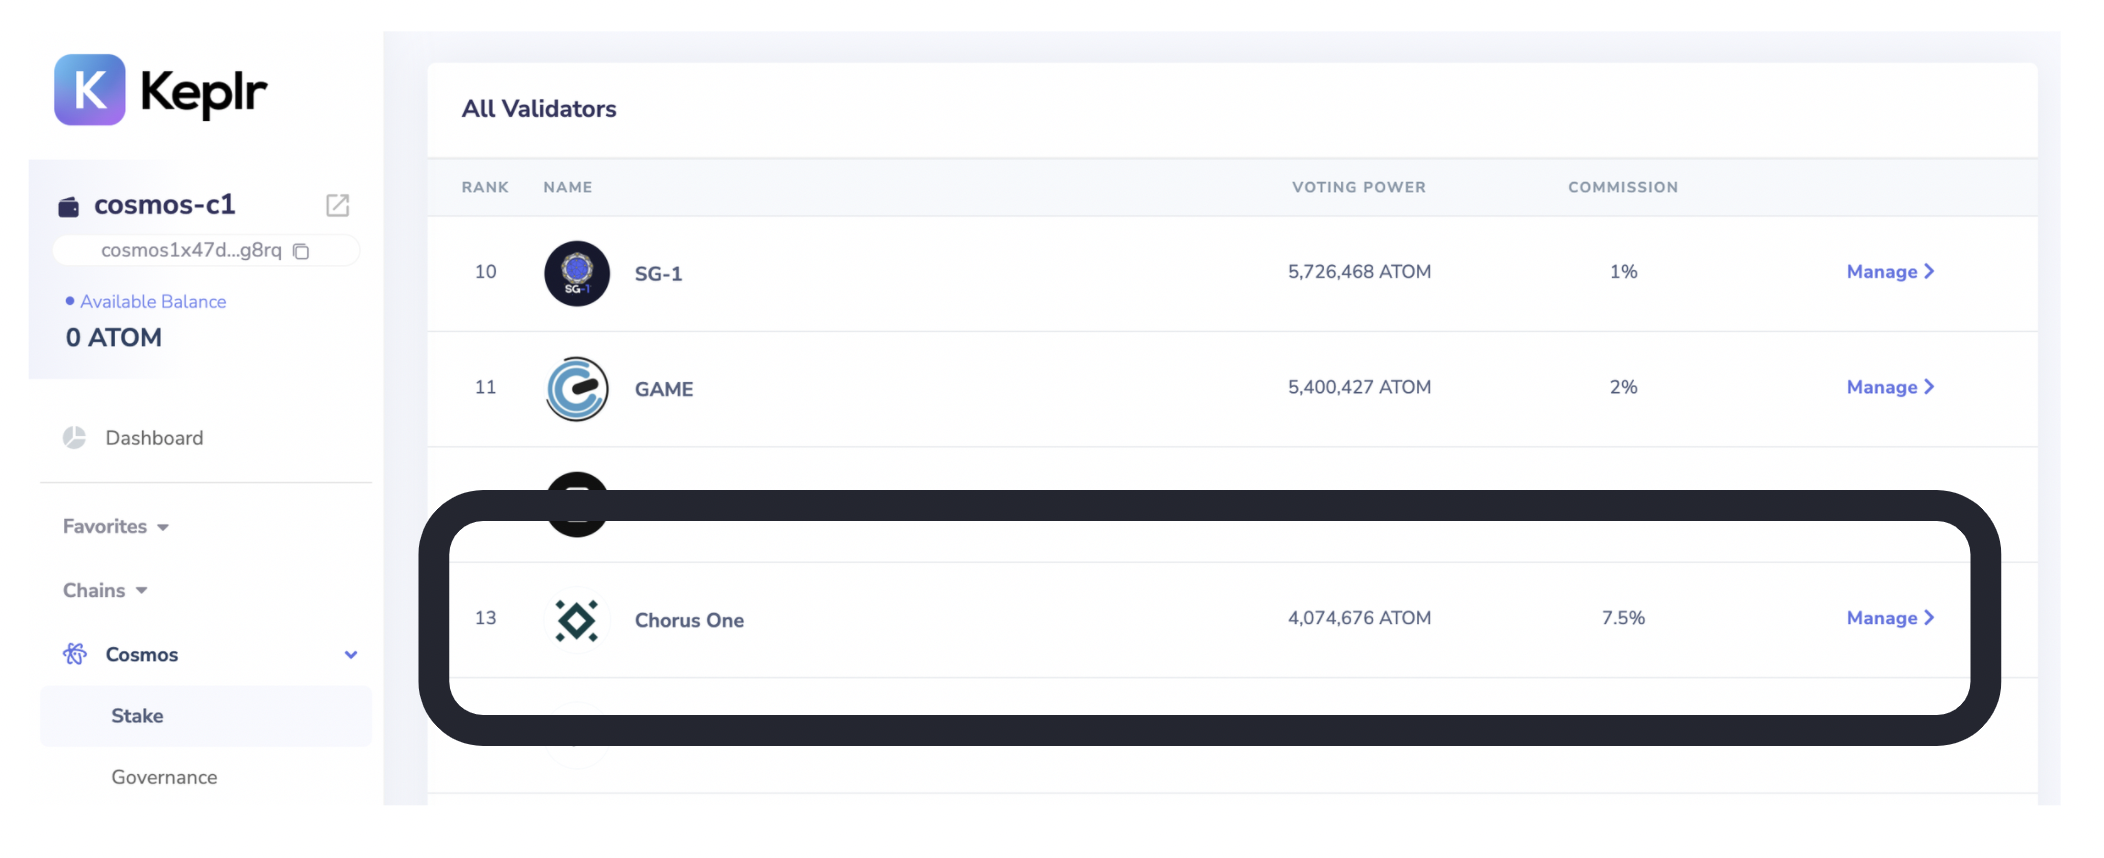 K Keplr
cosmos-c1
cosmos1x47d...g8rq
Available Balance
0 ATOM
Dashboard
Favorites
Chains
Cosmos
Stake
Governance
All Validators
RANK NAME VOTING POWER COMMISSION
10 SG-1 SG-1 5,726,468 ATOM 1% Manage
11 GAME 5,400,427 ATOM 2% Manage
13 Chorus One 4,074,676 ATOM 7.5% Manage